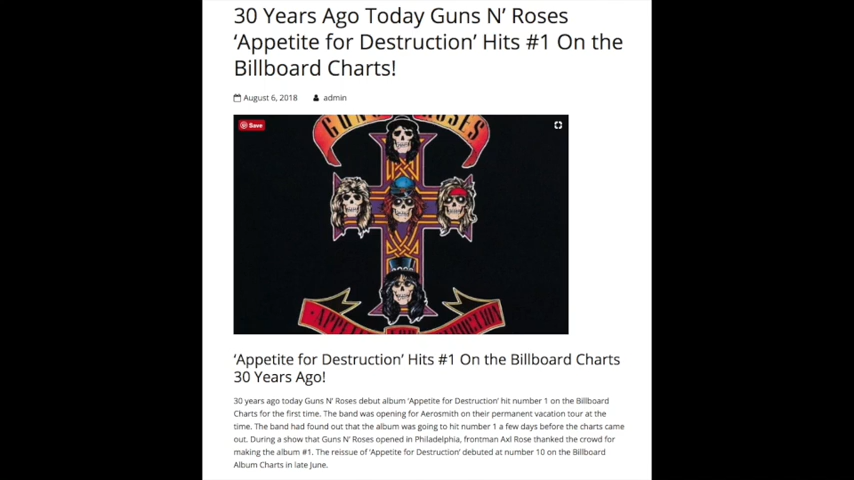 30 Years Ago Today Guns N’ Roses
‘Appetite for Destruction’ Hits #1 On the
Billboard Charts!
August 6, 2018 admin
Save
GUNS ROSES
‘Appetite for Destruction’ Hits #1 On the Billboard Charts
30 Years Ago!
30 years ago today Guns N’ Roses debut album ‘Appetite for Destruction’ hit number 1 on the Billboard
Charts for the first time. The band was opening for Aerosmith on their permanent vacation tour at the
time. The band had found out that the album was going to hit number 1 a few days before the charts came
out. During a show that Guns N’ Roses opened in Philadelphia, frontman Axl Rose thanked the crowd for
making the album #1. The reissue of ‘Appetite for Destruction’ debuted at number 10 on the Billboard
Album Charts in late June.